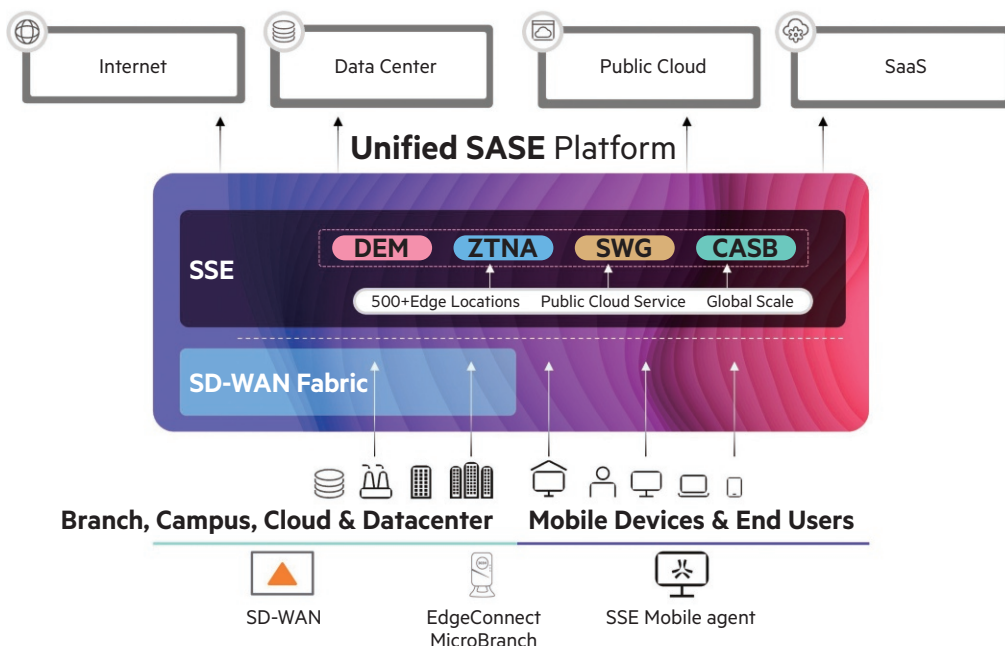 Internet
Data Center
Public Cloud
SaaS
Unified SASE Platform
SSE
DEM
ZTNA
SWG
CASB
500+Edge Locations
Public Cloud Service
Global Scale
SD-WAN Fabric
Branch, Campus, Cloud & Datacenter
Mobile Devices & End Users
SD-WAN
EdgeConnect
MicroBranch
SSE Mobile agent